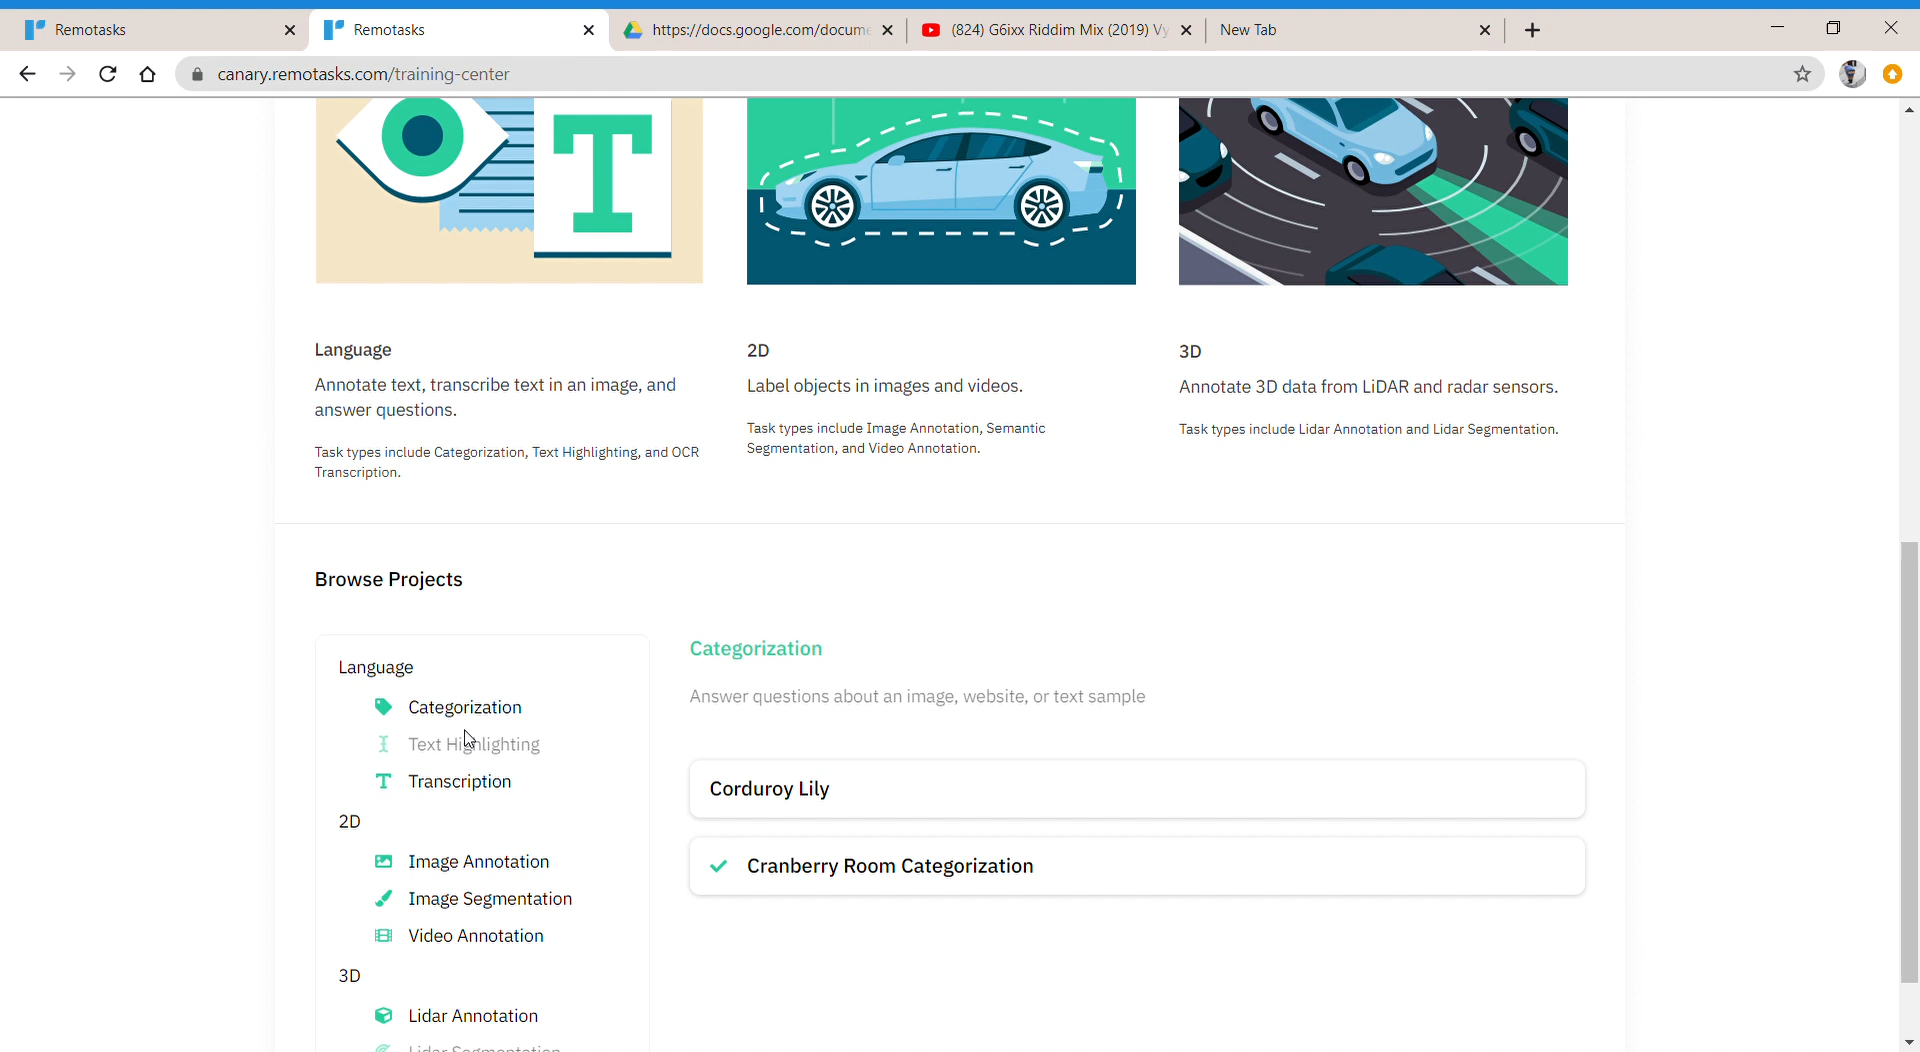 Remotasks
Remotasks
https://docs.google.com/docume
(824) G6ixx Riddim Mix (2019) Vy
New Tab
canary.remotasks.com/training-center
T
Language
Annotate text, transcribe text in an image, and
answer questions.
Task types include Categorization, Text Highlighting, and OCR
Transcription.
2D
Label objects in images and videos.
Task types include Image Annotation, Semantic
Segmentation, and Video Annotation.
3D
Annotate 3D data from LiDAR and radar sensors.
Task types include Lidar Annotation and Lidar Segmentation.
Browse Projects
Language
Categorization
Text Highlighting
Transcription
2D
Image Annotation
Image Segmentation
Video Annotation
3D
Lidar Annotation
Lidar Segmentation
Categorization
Answer questions about an image, website, or text sample
Corduroy Lily
Cranberry Room Categorization